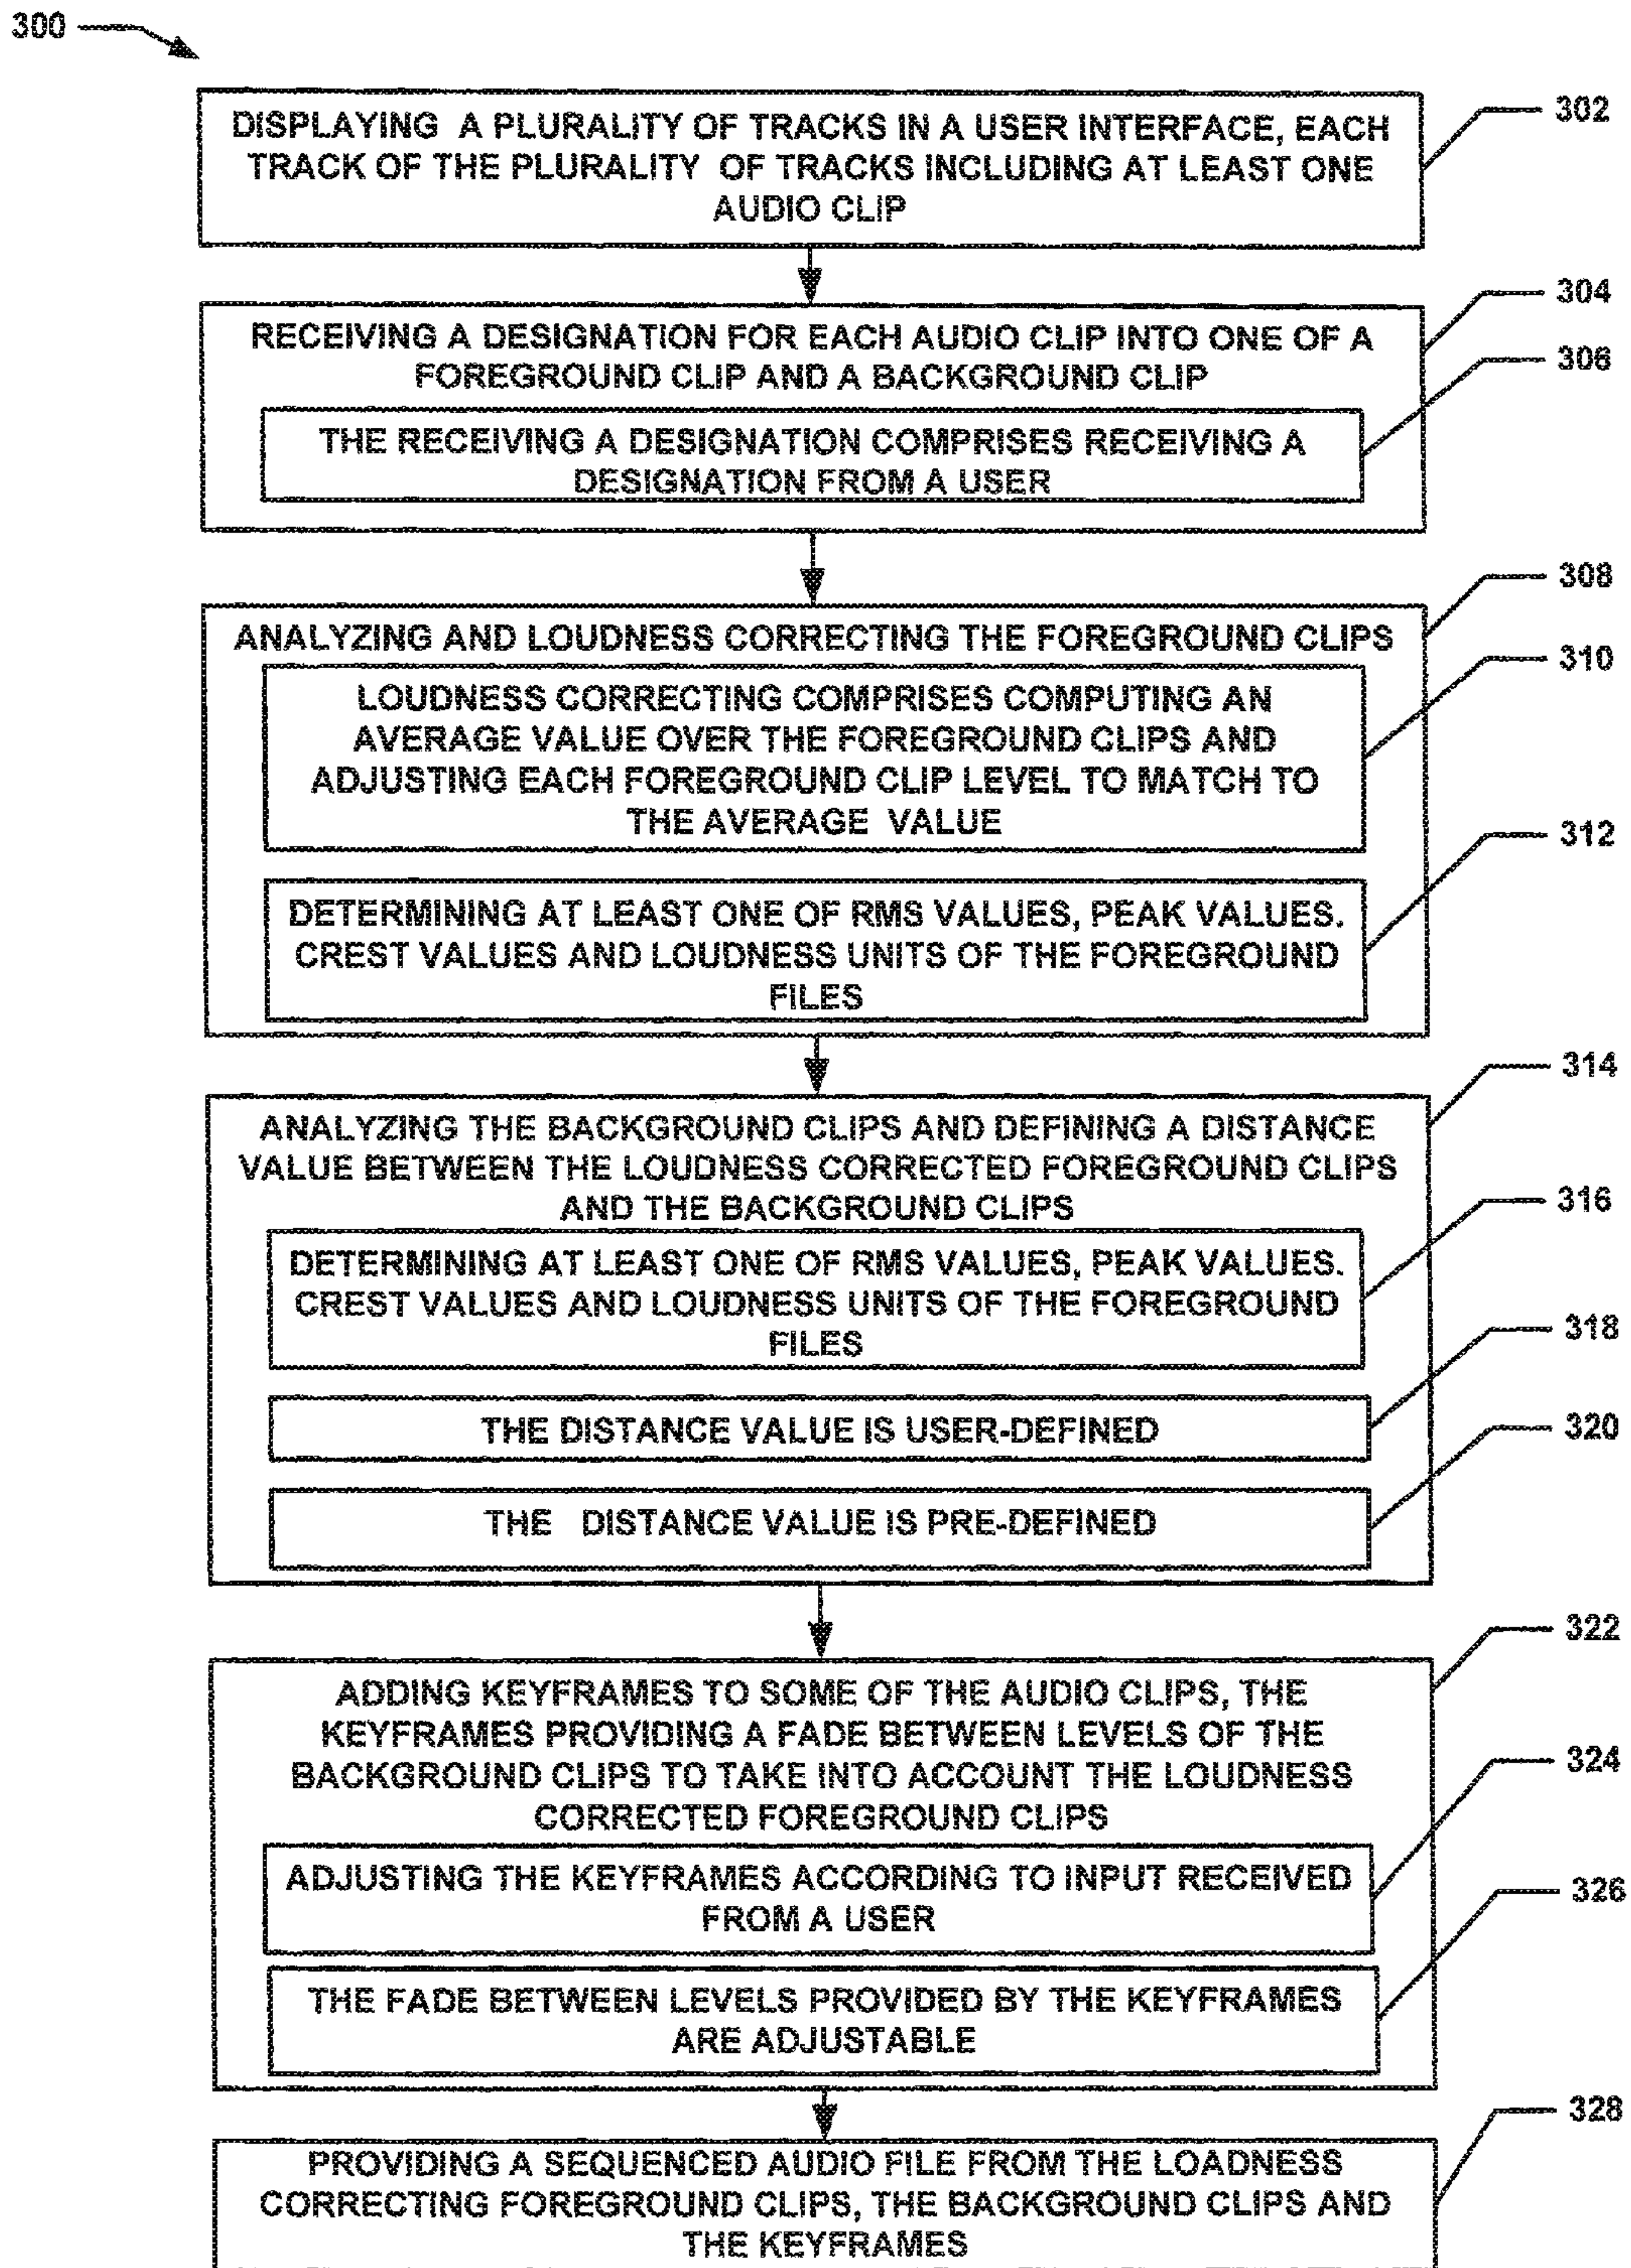 300
DISPLAYING A PLURALITY OF TRACKS IN A USER INTERFACE, EACH
TRACK OF THE PLURALITY OF TRACKS INCLUDING AT LEAST ONE
AUDIO CLIP
302
RECEIVING A DESIGNATION FOR EACH AUDIO CLIP INTO ONE OF A
FOREGROUND CLIP AND A BACKGROUND CLIP
304
THE RECEIVING A DESIGNATION COMPRISES RECEIVING A
DESIGNATION FROM A USER
306
ANALYZING AND LOUDNESS CORRECTING THE FOREGROUND CLIPS
308
LOUDNESS CORRECTING COMPRISES COMPUTING AN
AVERAGE VALUE OVER THE FOREGROUND CLIPS AND
ADJUSTING EACH FOREGROUND CLIP LEVEL TO MATCH TO
THE AVERAGE VALUE
310
DETERMINING AT LEAST ONE OF RMS VALUES, PEAK VALUES.
CREST VALUES AND LOUDNESS UNITS OF THE FOREGROUND
FILES
312
ANALYZING THE BACKGROUND CLIPS AND DEFINING A DISTANCE
VALUE BETWEEN THE LOUDNESS CORRECTED FOREGROUND CLIPS
AND THE BACKGROUND CLIPS
314
DETERMINING AT LEAST ONE OF RMS VALUES, PEAK VALUES.
CREST VALUES AND LOUDNESS UNITS OF THE FOREGROUND
FILES
316
THE DISTANCE VALUE IS USER-DEFINED
318
THE DISTANCE VALUE IS PRE-DEFINED
320
ADDING KEYFRAMES TO SOME OF THE AUDIO CLIPS, THE
KEYFRAMES PROVIDING A FADE BETWEEN LEVELS OF THE
BACKGROUND CLIPS TO TAKE INTO ACCOUNT THE LOUDNESS
CORRECTED FOREGROUND CLIPS
322
ADJUSTING THE KEYFRAMES ACCORDING TO INPUT RECEIVED
FROM A USER
324
THE FADE BETWEEN LEVELS PROVIDED BY THE KEYFRAMES
ARE ADJUSTABLE
326
PROVIDING A SEQUENCED AUDIO FILE FROM THE LOADNESS
CORRECTING FOREGROUND CLIPS, THE BACKGROUND CLIPS AND
THE KEYFRAMES
328